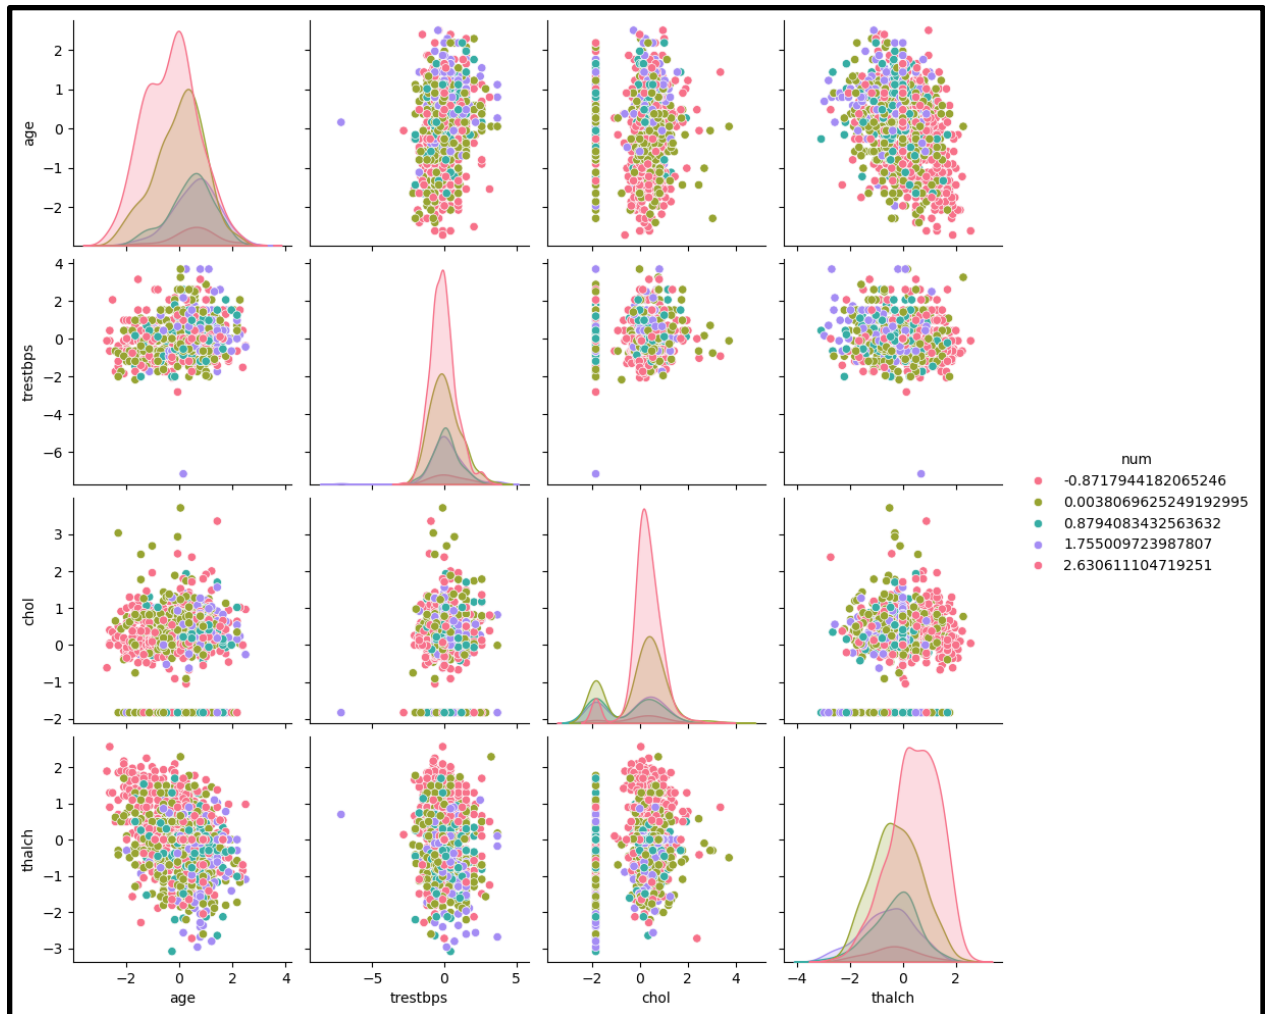 2
1
0
−1
−2
age
4
2
0
−2
−4
−6
trestbps
num
-0.8717944182065246
0.0038069625249192995
0.8794083432563632
1.755009723987807
2.630611104719251
3
2
1
0
−1
−2
chol
2
1
0
−1
−2
−3
thalch
−2 0 2 4
−5 0 5
−2 0 2 4
−4 −2 0 2
age trestbps chol thalch